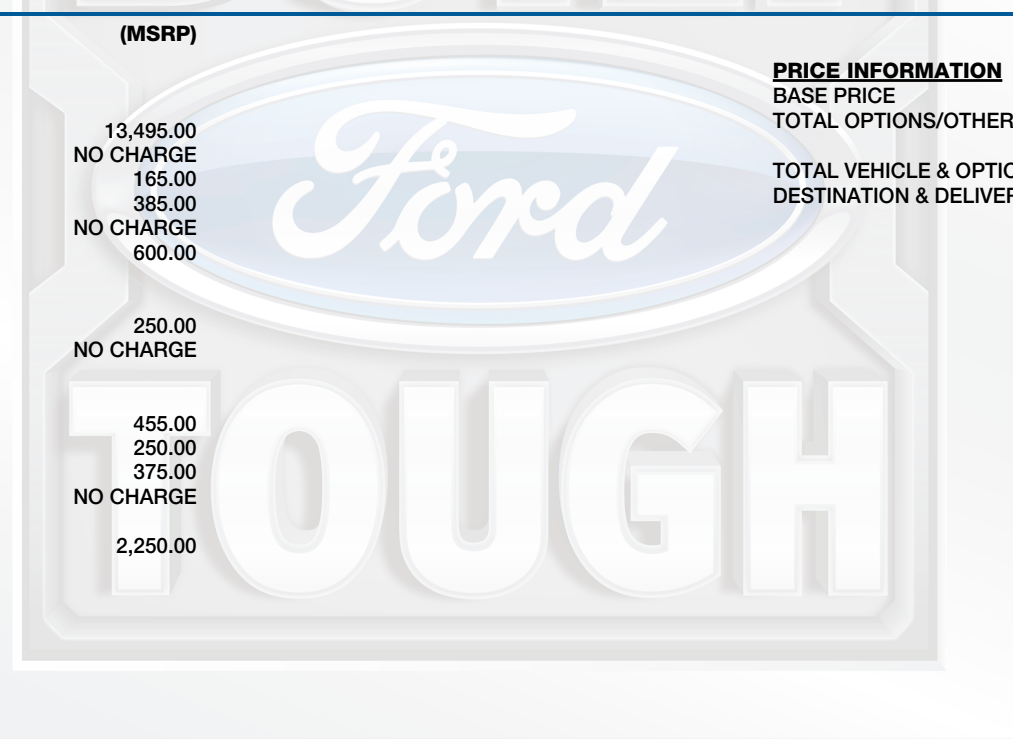 (MSRP)
13,495.00
NO CHARGE
165.00
385.00
NO CHARGE
600.00
250.00
NO CHARGE
455.00
250.00
375.00
NO CHARGE
2,250.00
PRICE INFORMATION
BASE PRICE
TOTAL OPTIONS/OTHER
TOTAL VEHICLE & OPTIO
DESTINATION & DELIVER
Ford
TOUGH